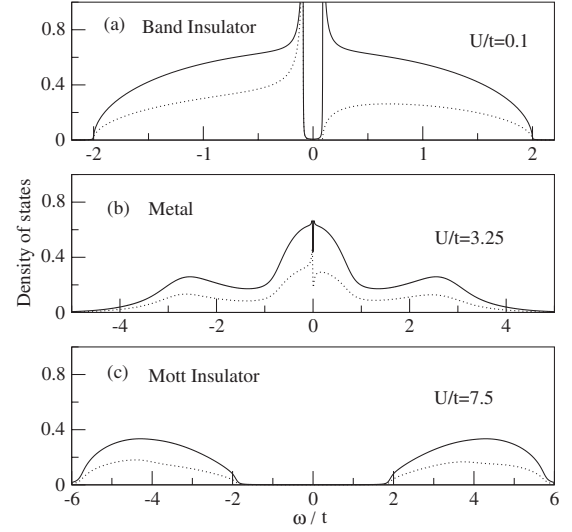 (a) Band Insulator U/t=0.1
0.8
0.4
0
-2 -1 0 1 2
Density of states
(b) Metal U/t=3.25
0.8
0.4
0
-4 -2 0 2 4
(c) Mott Insulator U/t=7.5
0.8
0.4
0
-6 -4 -2 0 2 4 6
ω / t